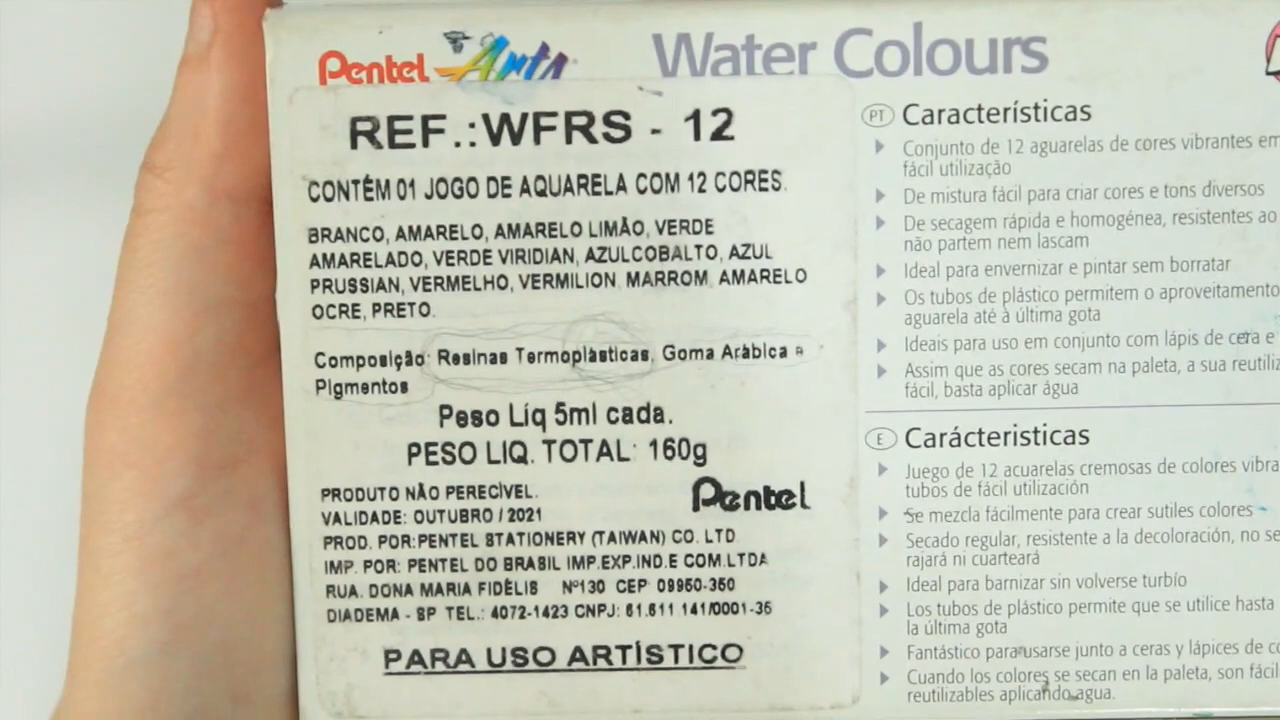 Pentel Arts Water Colours
REF.:WFRS - 12
CONTÉM 01 JOGO DE AQUARELA COM 12 CORES.
BRANCO, AMARELO, AMARELO LIMÃO, VERDE
AMARELADO, VERDE VIRIDIAN, AZULCOBALTO, AZUL
PRUSSIAN, VERMELHO, VERMILION, MARROM, AMARELO
OCRE, PRETO.
Composição: Resinas Termoplàsticas, Goma Aràbica e
Pigmentos
Peso Líq 5ml cada.
PESO LIQ. TOTAL: 160g
PRODUTO NÃO PERECÍVEL.
VALIDADE: OUTUBRO / 2021
Pentel
PROD. POR:PENTEL STATIONERY (TAIWAN) CO. LTD
IMP. POR: PENTEL DO BRASIL IMP.EXP.IND.E COM.LTDA
RUA. DONA MARIA FIDÉLIS Nº130 CEP 09950-350
DIADEMA - SP TEL.: 4072-1423 CNPJ: 61.611 141/0001-35
PARA USO ARTÍSTICO
PT Características
Conjunto de 12 aguarelas de cores vibrantes em
fácil utilização
De mistura fácil para criar cores e tons diversos
De secagem rápida e homogénea, resistentes ao
não partem nem lascam
Ideal para envernizar e pintar sem borratar
Os tubos de plástico permitem o aproveitamento
aguarela até à última gota
Ideais para uso em conjunto com lápis de cera e
Assim que as cores secam na paleta, a sua reutiliz
fácil, basta aplicar água
E Carácteristicas
Juego de 12 acuarelas cremosas de colores vibra
tubos de fácil utilización
Se mezcla fácilmente para crear sutiles colores
Secado regular, resistente a la decoloración, no se
rajará ni cuarteará
Ideal para barnizar sin volverse turbío
Los tubos de plástico permite que se utilice hasta
la última gota
Fantástico para usarse junto a ceras y lápices de co
Cuando los colores se secan en la paleta, son fácil
reutilizables aplicando agua.